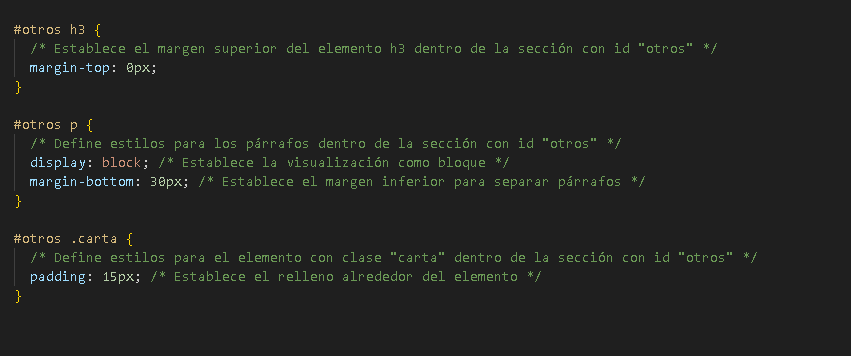 #otros h3 {
/* Establece el margen superior del elemento h3 dentro de la sección con id "otros" */
margin-top: 0px;
}
#otros p {
/* Define estilos para los párrafos dentro de la sección con id "otros" */
display: block; /* Establece la visualización como bloque */
margin-bottom: 30px; /* Establece el margen inferior para separar párrafos */
}
#otros .carta {
/* Define estilos para el elemento con clase "carta" dentro de la sección con id "otros" */
padding: 15px; /* Establece el relleno alrededor del elemento */
}